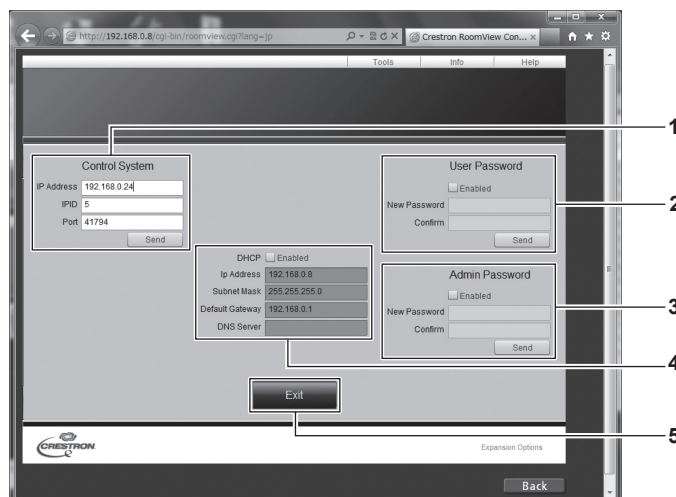 http://192.168.0.8/cgi-bin/roomview.cgi?lang=jp
Crestron RoomView Con... ×
Tools Info Help
1
Control System
IP Address 192.168.0.24
IPID 5
Port 41794
Send
User Password
Enabled
New Password
Confirm
Send
2
DHCP Enabled
Ip Address 192.168.0.8
Subnet Mask 255.255.255.0
Default Gateway 192.168.0.1
DNS Server
Admin Password
Enabled
New Password
Confirm
Send
3
4
Exit
5
CRESTRON
Expansion Options
Back